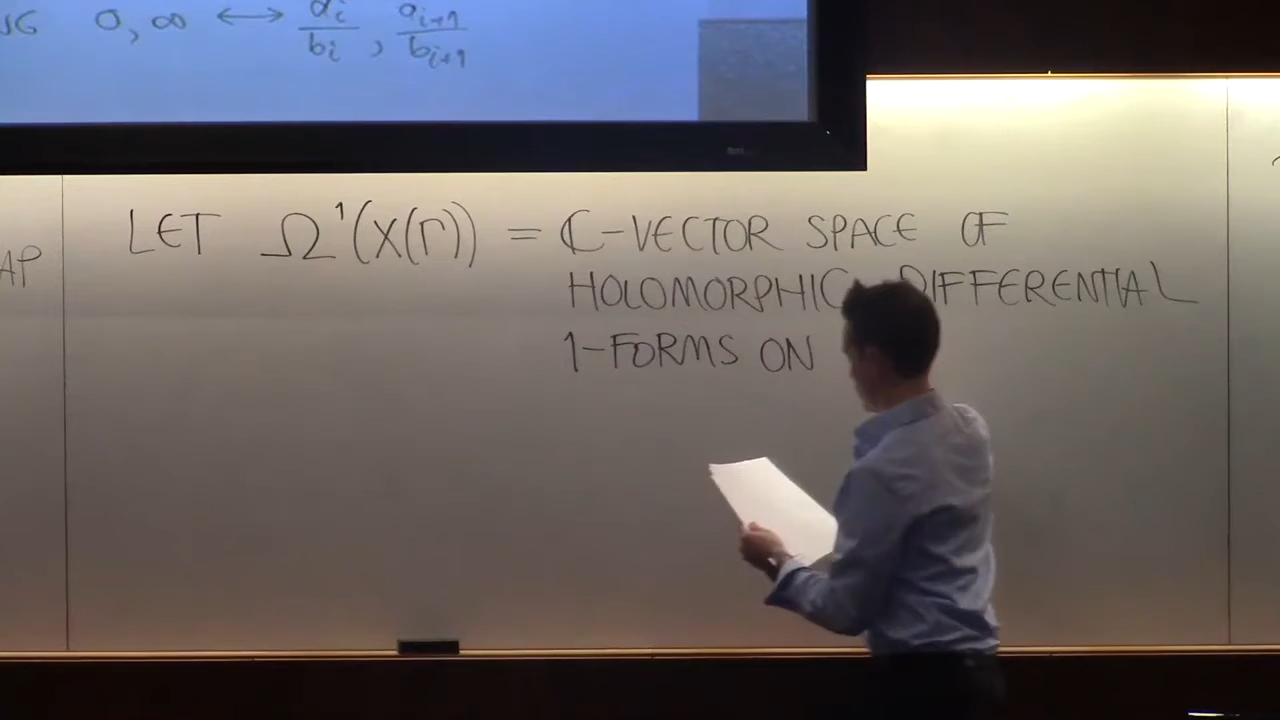 0, ∞ ⟷ a_i/b_i , a_{i+1}/b_{i+1}
LET Ω¹(X(Γ)) = ℂ-VECTOR SPACE OF
HOLOMORPHIC DIFFERENTIAL
1-FORMS ON